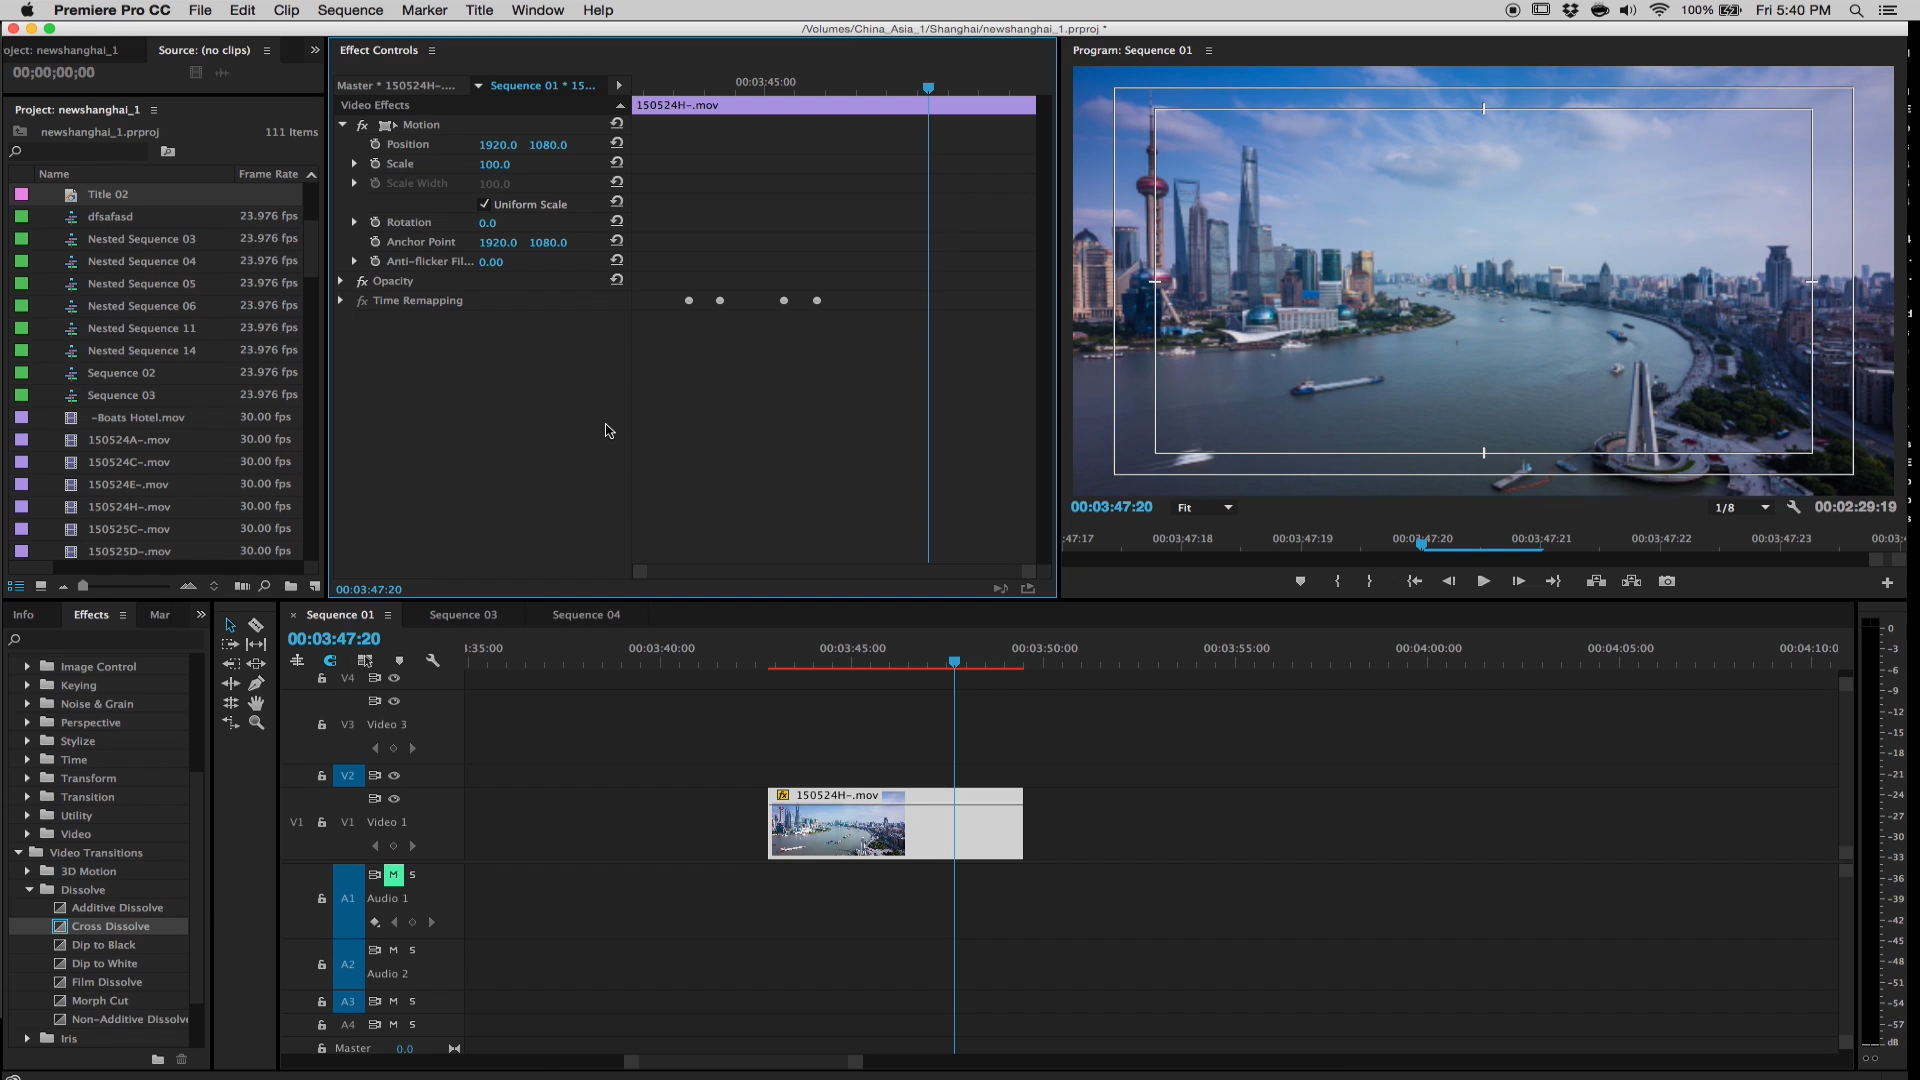 Premiere Pro CC File Edit Clip Sequence Marker Title Window Help 100% Fri 5:40 PM
/Volumes/China_Asia_1/Shanghai/newshanghai_1.prproj *
oject: newshanghai_1 Source: (no clips) »
00;00;00;00
Project: newshanghai_1
newshanghai_1.prproj 111 Items
Name Frame Rate
Title 02
dfsafasd 23.976 fps
Nested Sequence 03 23.976 fps
Nested Sequence 04 23.976 fps
Nested Sequence 05 23.976 fps
Nested Sequence 06 23.976 fps
Nested Sequence 11 23.976 fps
Nested Sequence 14 23.976 fps
Sequence 02 23.976 fps
Sequence 03 23.976 fps
-Boats Hotel.mov 30.00 fps
150524A-.mov 30.00 fps
150524C-.mov 30.00 fps
150524E-.mov 30.00 fps
150524H-.mov 30.00 fps
150525C-.mov 30.00 fps
150525D-.mov 30.00 fps
Effect Controls
Master * 150524H-.... Sequence 01 * 15...
00:03:45:00
Video Effects
150524H-.mov
fx Motion
Position 1920.0 1080.0
Scale 100.0
Scale Width 100.0
Uniform Scale
Rotation 0.0
Anchor Point 1920.0 1080.0
Anti-flicker Fil... 0.00
fx Opacity
fx Time Remapping
00:03:47:20
Program: Sequence 01
00:03:47:20 Fit 1/8 00:02:29:19
:47:17 00:03:47:18 00:03:47:19 00:03:47:20 00:03:47:21 00:03:47:22 00:03:47:23 00:03:
Info Effects Mar »
Image Control
Keying
Noise & Grain
Perspective
Stylize
Time
Transform
Transition
Utility
Video
Video Transitions
3D Motion
Dissolve
Additive Dissolve
Cross Dissolve
Dip to Black
Dip to White
Film Dissolve
Morph Cut
Non-Additive Dissolve
Iris
× Sequence 01 Sequence 03 Sequence 04
00:03:47:20
:35:00 00:03:40:00 00:03:45:00 00:03:50:00 00:03:55:00 00:04:00:00 00:04:05:00 00:04:10:0
V4
V3 Video 3
V2
fx 150524H-.mov
V1 V1 Video 1
M S
A1 Audio 1
M S
A2
Audio 2
A3 M S
A4 M S
Master 0.0
0
-3
-6
-9
-12
-15
-18
-21
-24
-27
-30
-33
-36
-39
-42
-45
-48
-51
-54
-57
dB